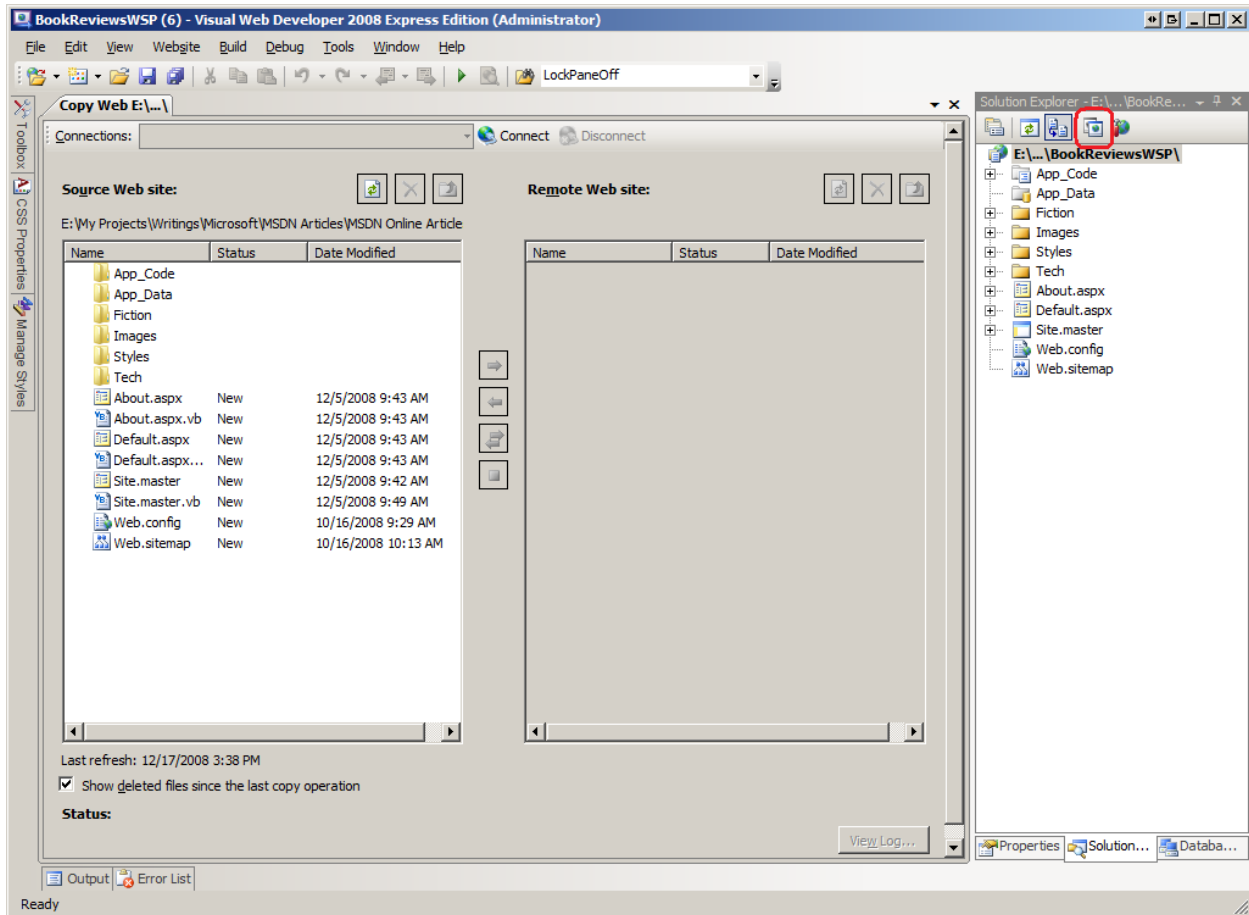 BookReviewsWSP (6) - Visual Web Developer 2008 Express Edition (Administrator)
File Edit View Website Build Debug Tools Window Help
LockPaneOff
Toolbox
CSS Properties
Manage Styles
Copy Web E:\...\
Connections:
Connect
Disconnect
Source Web site:
Remote Web site:
E:\My Projects\Writings\Microsoft\MSDN Articles\MSDN Online Article
Name Status Date Modified
App_Code
App_Data
Fiction
Images
Styles
Tech
About.aspx New 12/5/2008 9:43 AM
About.aspx.vb New 12/5/2008 9:43 AM
Default.aspx New 12/5/2008 9:43 AM
Default.aspx... New 12/5/2008 9:43 AM
Site.master New 12/5/2008 9:42 AM
Site.master.vb New 12/5/2008 9:49 AM
Web.config New 10/16/2008 9:29 AM
Web.sitemap New 10/16/2008 10:13 AM
Name Status Date Modified
Last refresh: 12/17/2008 3:38 PM
Show deleted files since the last copy operation
Status:
View Log...
Solution Explorer - E:\...\BookRe...
E:\...\BookReviewsWSP\
App_Code
App_Data
Fiction
Images
Styles
Tech
About.aspx
Default.aspx
Site.master
Web.config
Web.sitemap
Properties Solution... Databa...
Output Error List
Ready